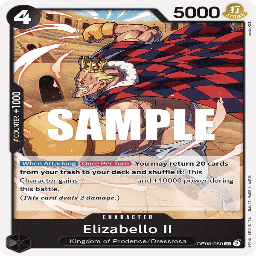 4
5000
COUNTER +1000
SAMPLE
When Attacking Once Per Turn You may return 20 cards
from your trash to your deck and shuffle it: This
Character gains and +10000 power during
this battle.
(This card deals 2 damage.)
CHARACTER
Elizabello II
Kingdom of Prodence/Dressrosa